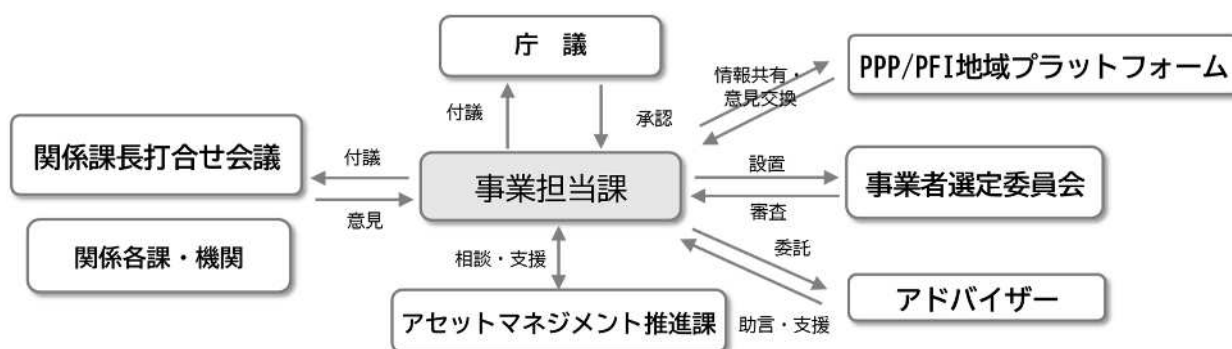 庁　議
PPP/PFI地域プラットフォーム
情報共有・
意見交換
付議
承認
関係課長打合せ会議
付議
意見
事業担当課
設置
審査
事業者選定委員会
関係各課・機関
相談・支援
委託
アドバイザー
アセットマネジメント推進課
助言・支援